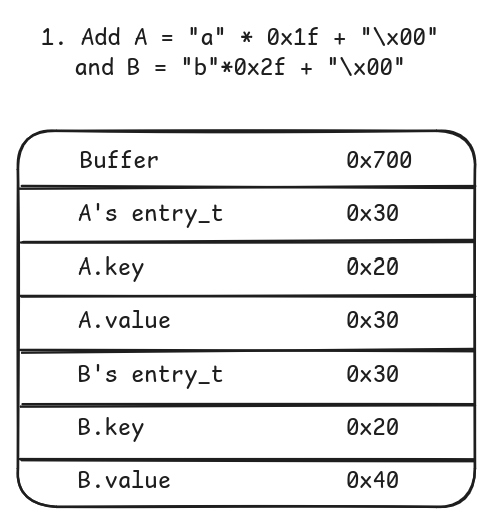 1. Add A = "a" * 0x1f + "\x00"
and B = "b"*0x2f + "\x00"
Buffer 0x700
A's entry_t 0x30
A.key 0x20
A.value 0x30
B's entry_t 0x30
B.key 0x20
B.value 0x40